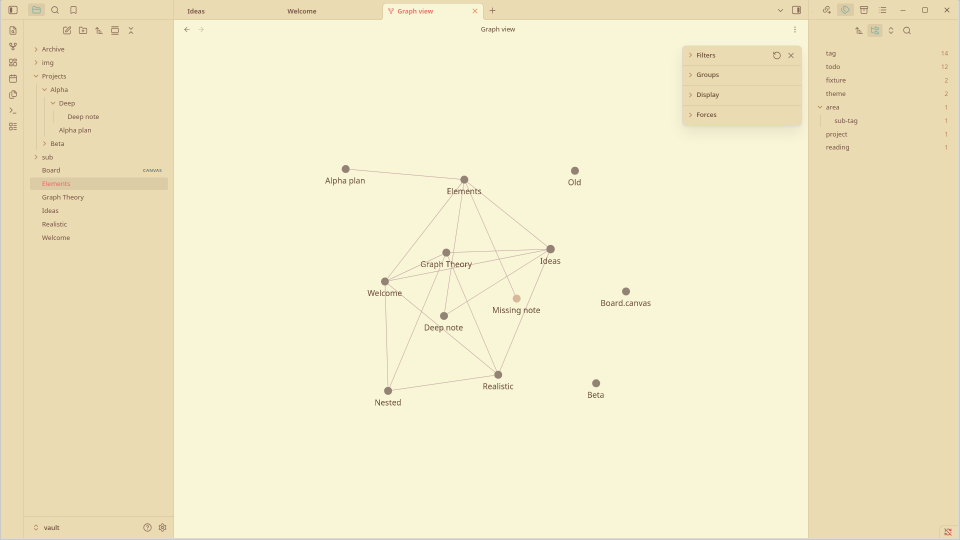 Ideas
Welcome
Graph view
Graph view
Archive
img
Projects
Alpha
Deep
Deep note
Alpha plan
Beta
sub
Board CANVAS
Elements
Graph Theory
Ideas
Realistic
Welcome
vault
Filters
Groups
Display
Forces
Alpha plan
Elements
Old
Graph Theory
Ideas
Welcome
Missing note
Board.canvas
Deep note
Realistic
Beta
Nested
tag 14
todo 12
fixture 2
theme 2
area 1
sub-tag 1
project 1
reading 1